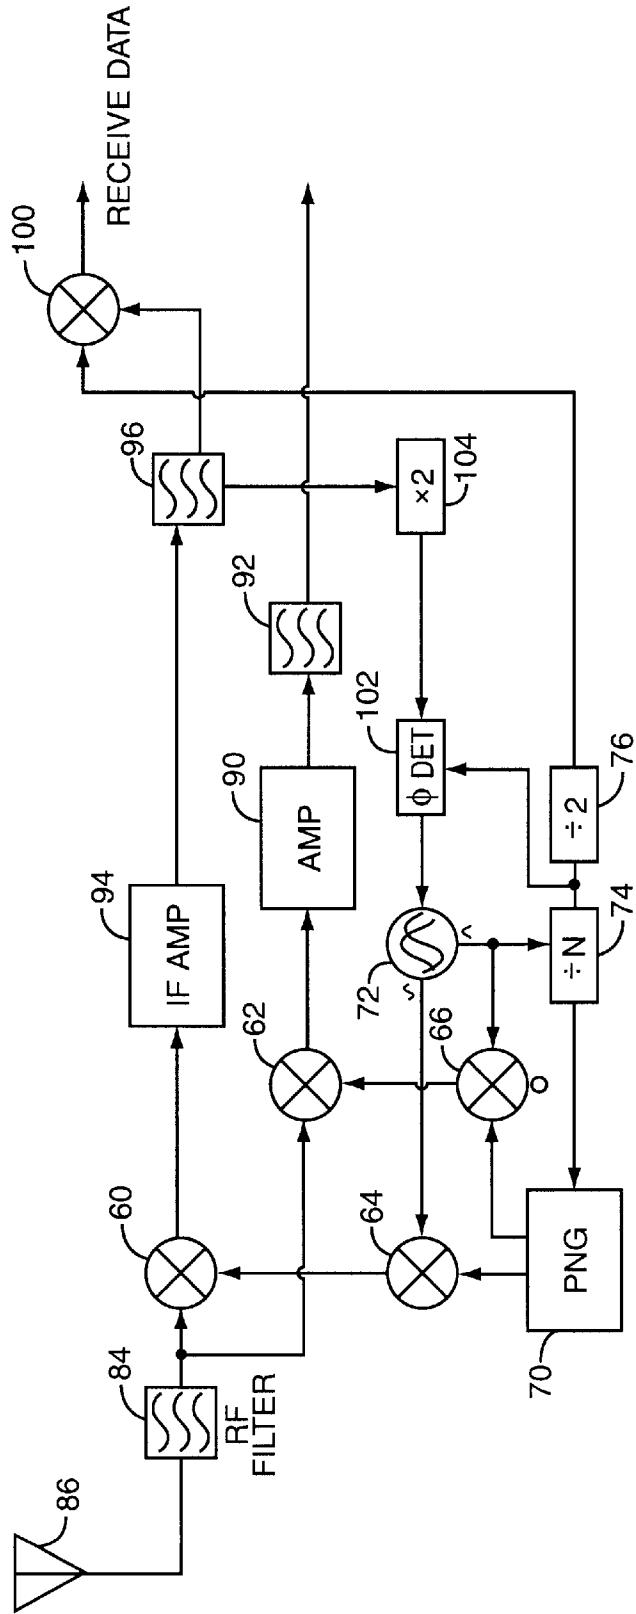 86
84
RF
FILTER
60
94
IF AMP
96
100
RECEIVE DATA
62
90
AMP
92
64
72
~
~
102
ϕ DET
×2
104
66
70
PNG
÷N
74
÷2
76